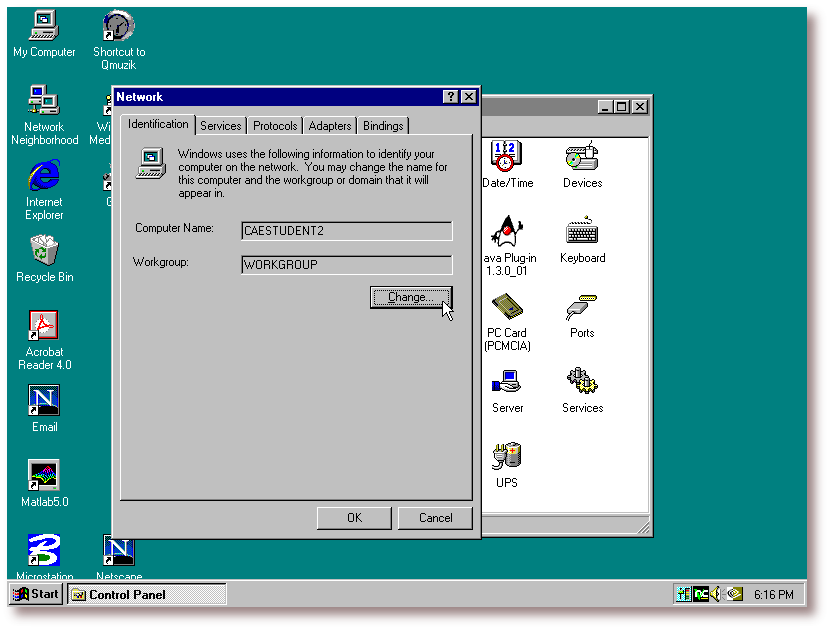 My Computer
Shortcut to
Qmuzik
Network
Neighborhood
Wi
Med
Internet
Explorer
Recycle Bin
Acrobat
Reader 4.0
Email
Matlab5.0
Microstation
Netscape
Network
Identification
Services
Protocols
Adapters
Bindings
Windows uses the following information to identify your
computer on the network. You may change the name for
this computer and the workgroup or domain that it will
appear in.
Computer Name:
CAESTUDENT2
Workgroup:
WORKGROUP
Change...
OK
Cancel
Date/Time
Devices
ava Plug-in
1.3.0_01
Keyboard
PC Card
(PCMCIA)
Ports
Server
Services
UPS
Start
Control Panel
6:16 PM